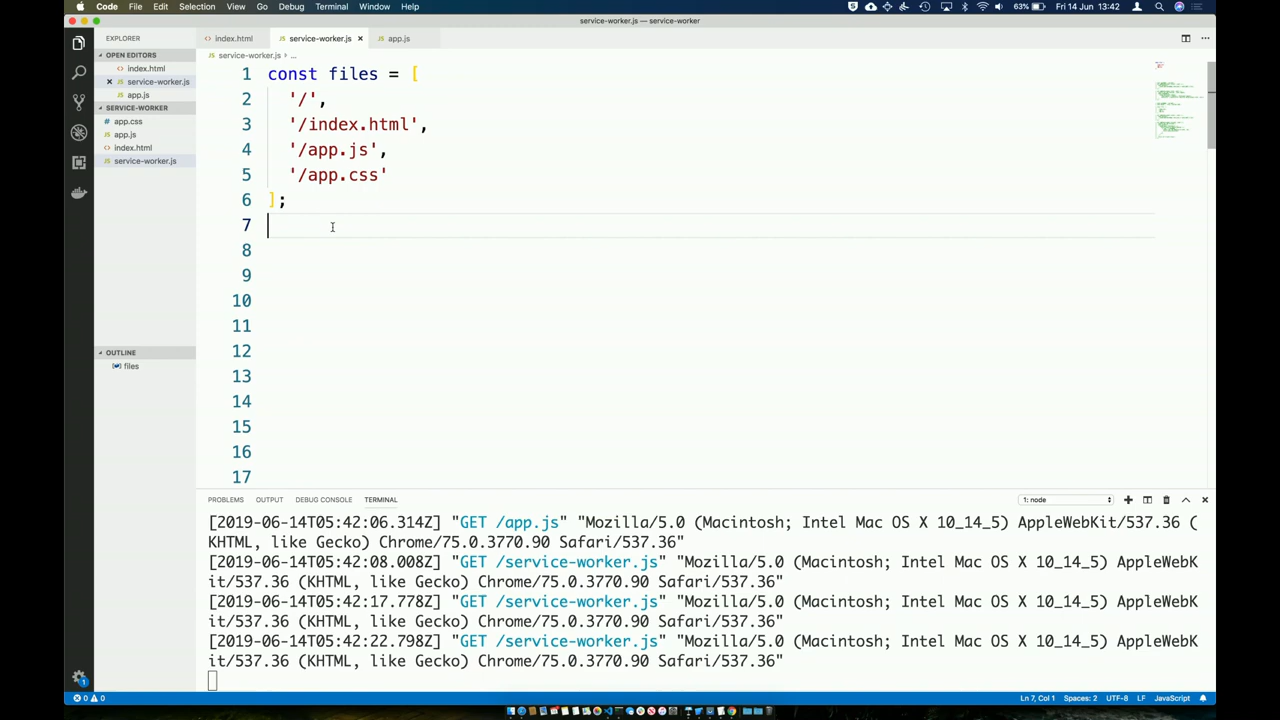 Code File Edit Selection View Go Debug Terminal Window Help 63% Fri 14 Jun 13:42
service-worker.js — service-worker
EXPLORER
index.html service-worker.js app.js
OPEN EDITORS
service-worker.js > ...
index.html
service-worker.js
app.js
SERVICE-WORKER
app.css
app.js
index.html
service-worker.js
OUTLINE
files
1 const files = [
2 '/',
3 '/index.html',
4 '/app.js',
5 '/app.css'
6 ];
7
8
9
10
11
12
13
14
15
16
17
PROBLEMS OUTPUT DEBUG CONSOLE TERMINAL 1: node
[2019-06-14T05:42:06.314Z] "GET /app.js" "Mozilla/5.0 (Macintosh; Intel Mac OS X 10_14_5) AppleWebKit/537.36 (
KHTML, like Gecko) Chrome/75.0.3770.90 Safari/537.36"
[2019-06-14T05:42:08.008Z] "GET /service-worker.js" "Mozilla/5.0 (Macintosh; Intel Mac OS X 10_14_5) AppleWebK
it/537.36 (KHTML, like Gecko) Chrome/75.0.3770.90 Safari/537.36"
[2019-06-14T05:42:17.778Z] "GET /service-worker.js" "Mozilla/5.0 (Macintosh; Intel Mac OS X 10_14_5) AppleWebK
it/537.36 (KHTML, like Gecko) Chrome/75.0.3770.90 Safari/537.36"
[2019-06-14T05:42:22.798Z] "GET /service-worker.js" "Mozilla/5.0 (Macintosh; Intel Mac OS X 10_14_5) AppleWebK
it/537.36 (KHTML, like Gecko) Chrome/75.0.3770.90 Safari/537.36"
0 0 Ln 7, Col 1 Spaces: 2 UTF-8 LF JavaScript